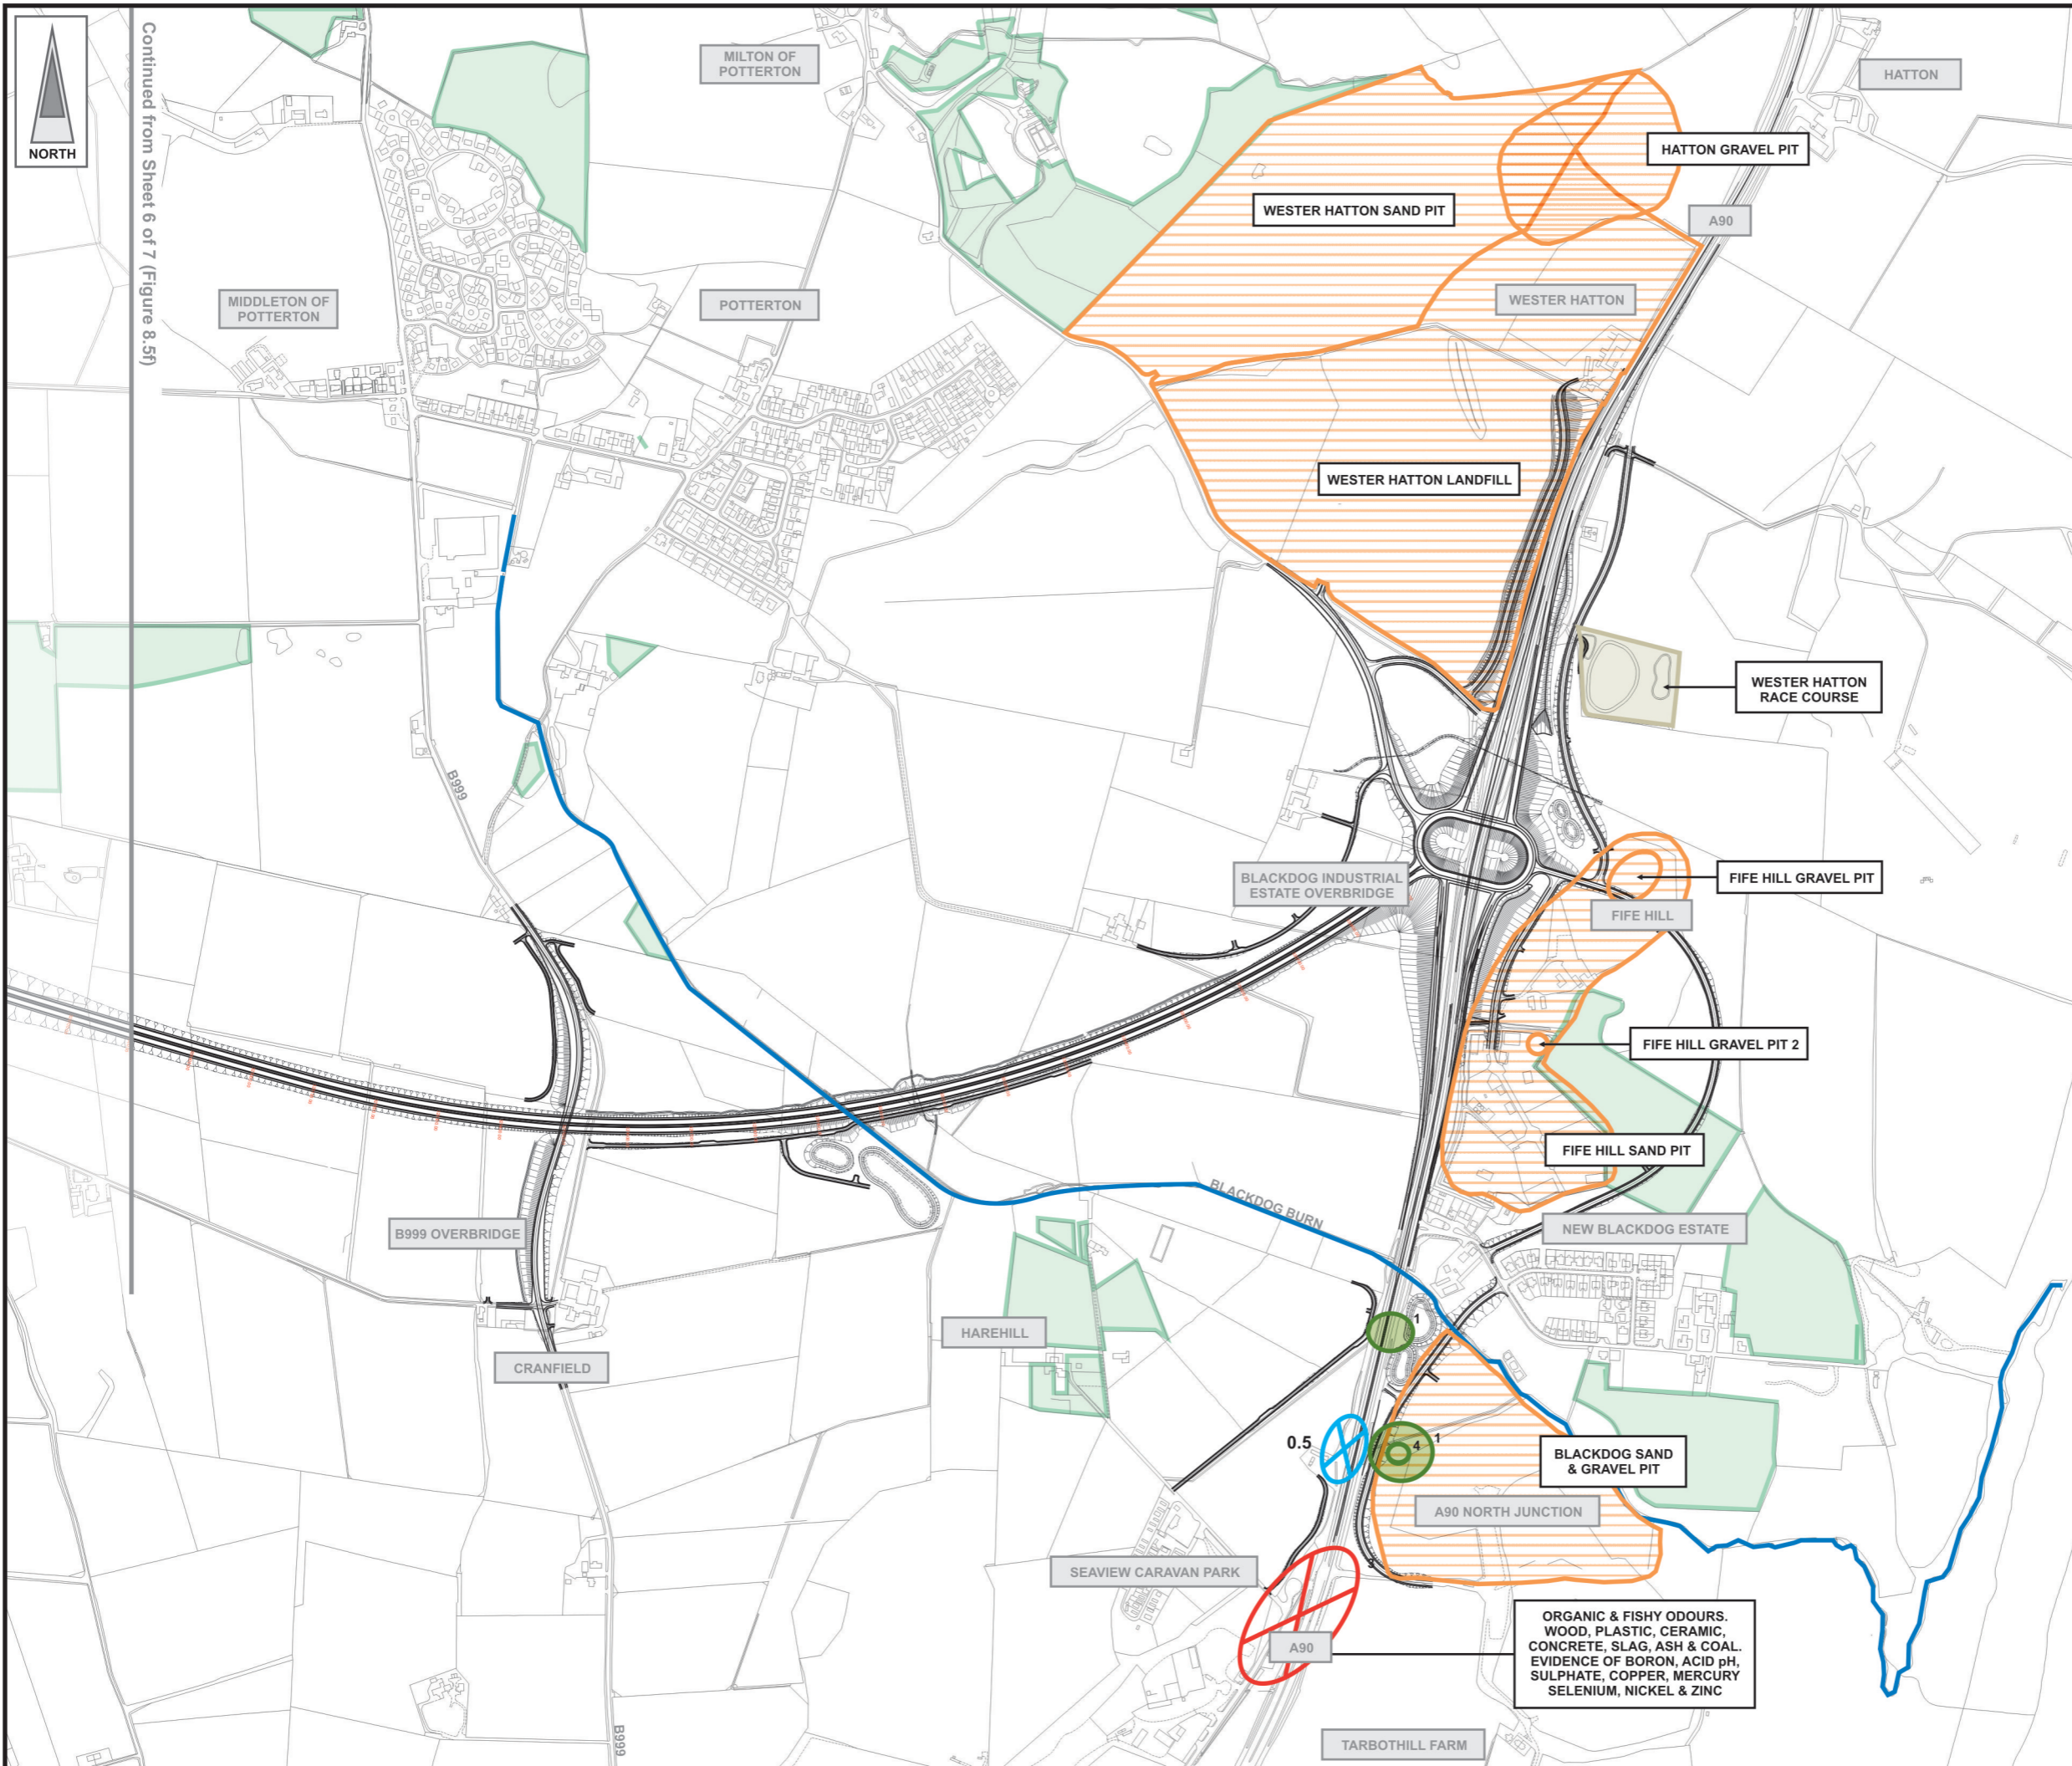 NORTH
Continued from Sheet 6 of 7 (Figure 8.5f)
MILTON OF
POTTERTON
HATTON
HATTON GRAVEL PIT
WESTER HATTON SAND PIT
A90
MIDDLETON OF
POTTERTON
POTTERTON
WESTER HATTON
WESTER HATTON LANDFILL
WESTER HATTON
RACE COURSE
B999
BLACKDOG INDUSTRIAL
ESTATE OVERBRIDGE
FIFE HILL GRAVEL PIT
FIFE HILL
FIFE HILL GRAVEL PIT 2
FIFE HILL SAND PIT
BLACKDOG BURN
B999 OVERBRIDGE
NEW BLACKDOG ESTATE
HAREHILL
1
CRANFIELD
0.5
4
1
BLACKDOG SAND
& GRAVEL PIT
A90 NORTH JUNCTION
SEAVIEW CARAVAN PARK
3
A90
ORGANIC & FISHY ODOURS.
WOOD, PLASTIC, CERAMIC,
CONCRETE, SLAG, ASH & COAL.
EVIDENCE OF BORON, ACID pH,
SULPHATE, COPPER, MERCURY
SELENIUM, NICKEL & ZINC
B999
TARBOTHILL FARM